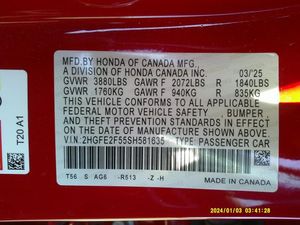 MFD.BY HONDA OF CANADA MFG.,
A DIVISION OF HONDA CANADA INC. 03/25
GVWR 3880LBS GAWR F 2072LBS R 1840LBS
GVWR 1760KG GAWR F 940KG R 835KG
THIS VEHICLE CONFORMS TO ALL APPLICABLE
FEDERAL MOTOR VEHICLE SAFETY, BUMPER
AND THEFT PREVENTION STANDARDS IN EFFECT
ON THE DATE OF MANUFACTURE SHOWN ABOVE.
V.I.N.:2HGFE2F55SH581635 TYPE:PASSENGER CAR
T56 S AG6 -R513 -Z -H
MADE IN CANADA
T20 A1
2024/01/03 03:41:28